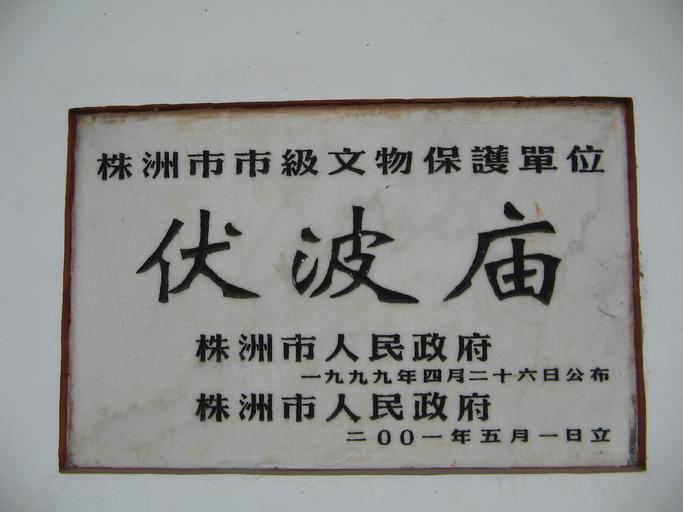 株洲市市級文物保護單位
伏波庙
株洲市人民政府
一九九九年四月二十六日公布
株洲市人民政府
二00一年五月一日立